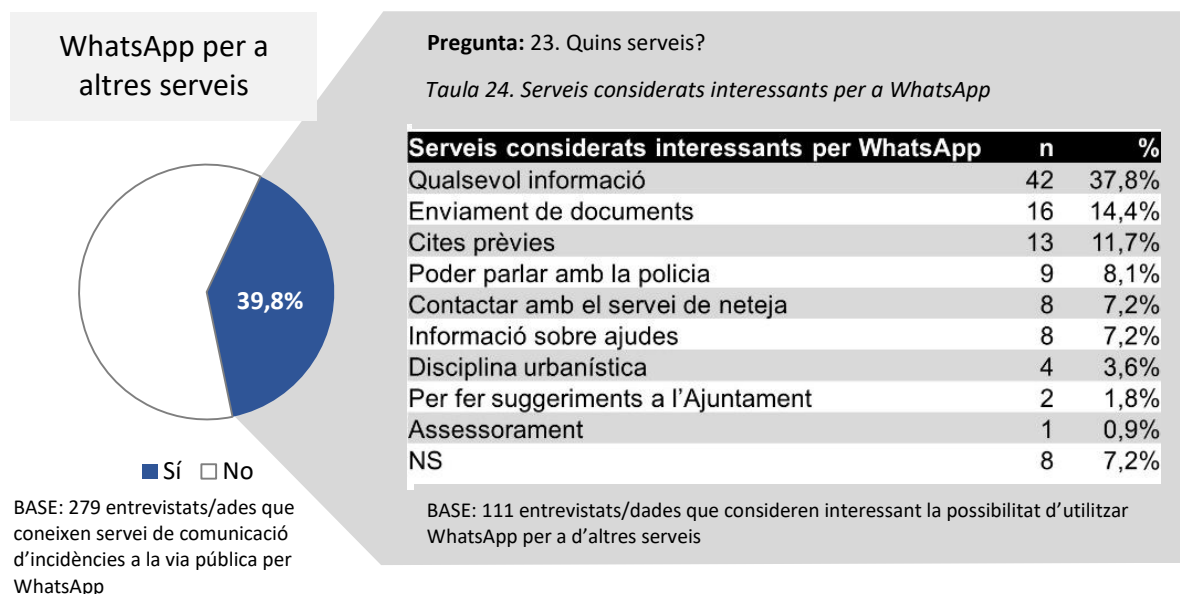 WhatsApp per a
altres serveis
39,8%
Sí No
BASE: 279 entrevistats/ades que
coneixen servei de comunicació
d'incidències a la via pública per
WhatsApp
Pregunta: 23. Quins serveis?
Taula 24. Serveis considerats interessants per a WhatsApp
Serveis considerats interessants per WhatsApp n %
Qualsevol informació 42 37,8%
Enviament de documents 16 14,4%
Cites prèvies 13 11,7%
Poder parlar amb la policia 9 8,1%
Contactar amb el servei de neteja 8 7,2%
Informació sobre ajudes 8 7,2%
Disciplina urbanística 4 3,6%
Per fer suggeriments a l'Ajuntament 2 1,8%
Assessorament 1 0,9%
NS 8 7,2%
BASE: 111 entrevistats/dades que consideren interessant la possibilitat d'utilitzar
WhatsApp per a d'altres serveis